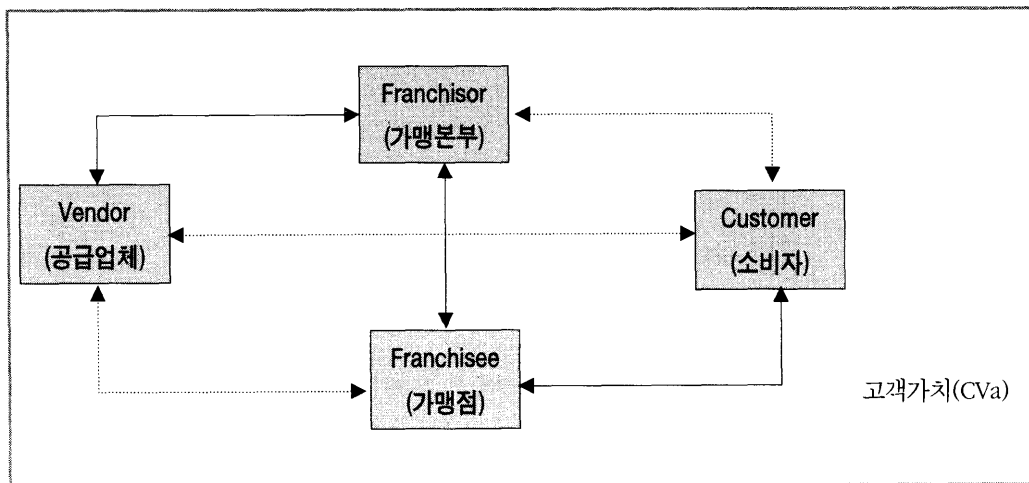 Franchisor
(가맹본부)
Vendor
(공급업체)
Customer
(소비자)
Franchisee
(가맹점)
고객가치(CVa)